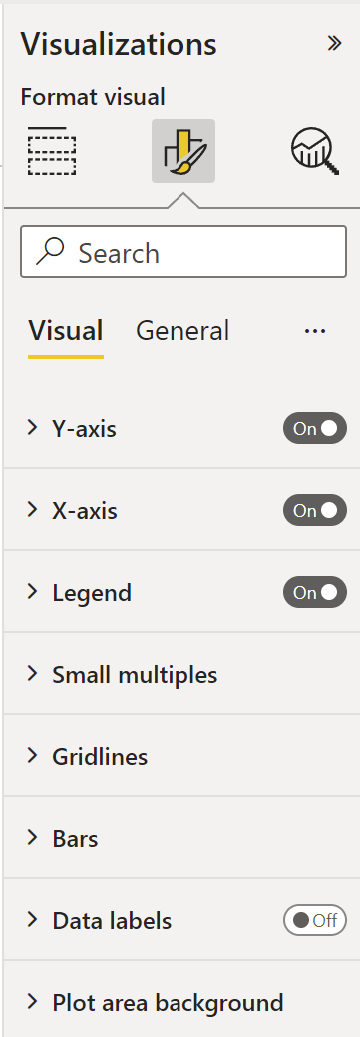 Visualizations
Format visual
Search
Visual General ...
Y-axis On
X-axis On
Legend On
Small multiples
Gridlines
Bars
Data labels Off
Plot area background